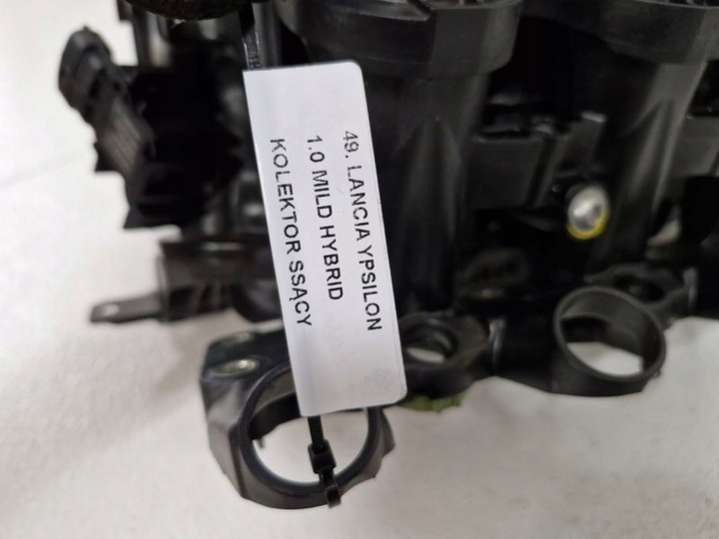 49. LANCIA YPSILON
1.0 MILD HYBRID
KOLEKTOR SSĄCY